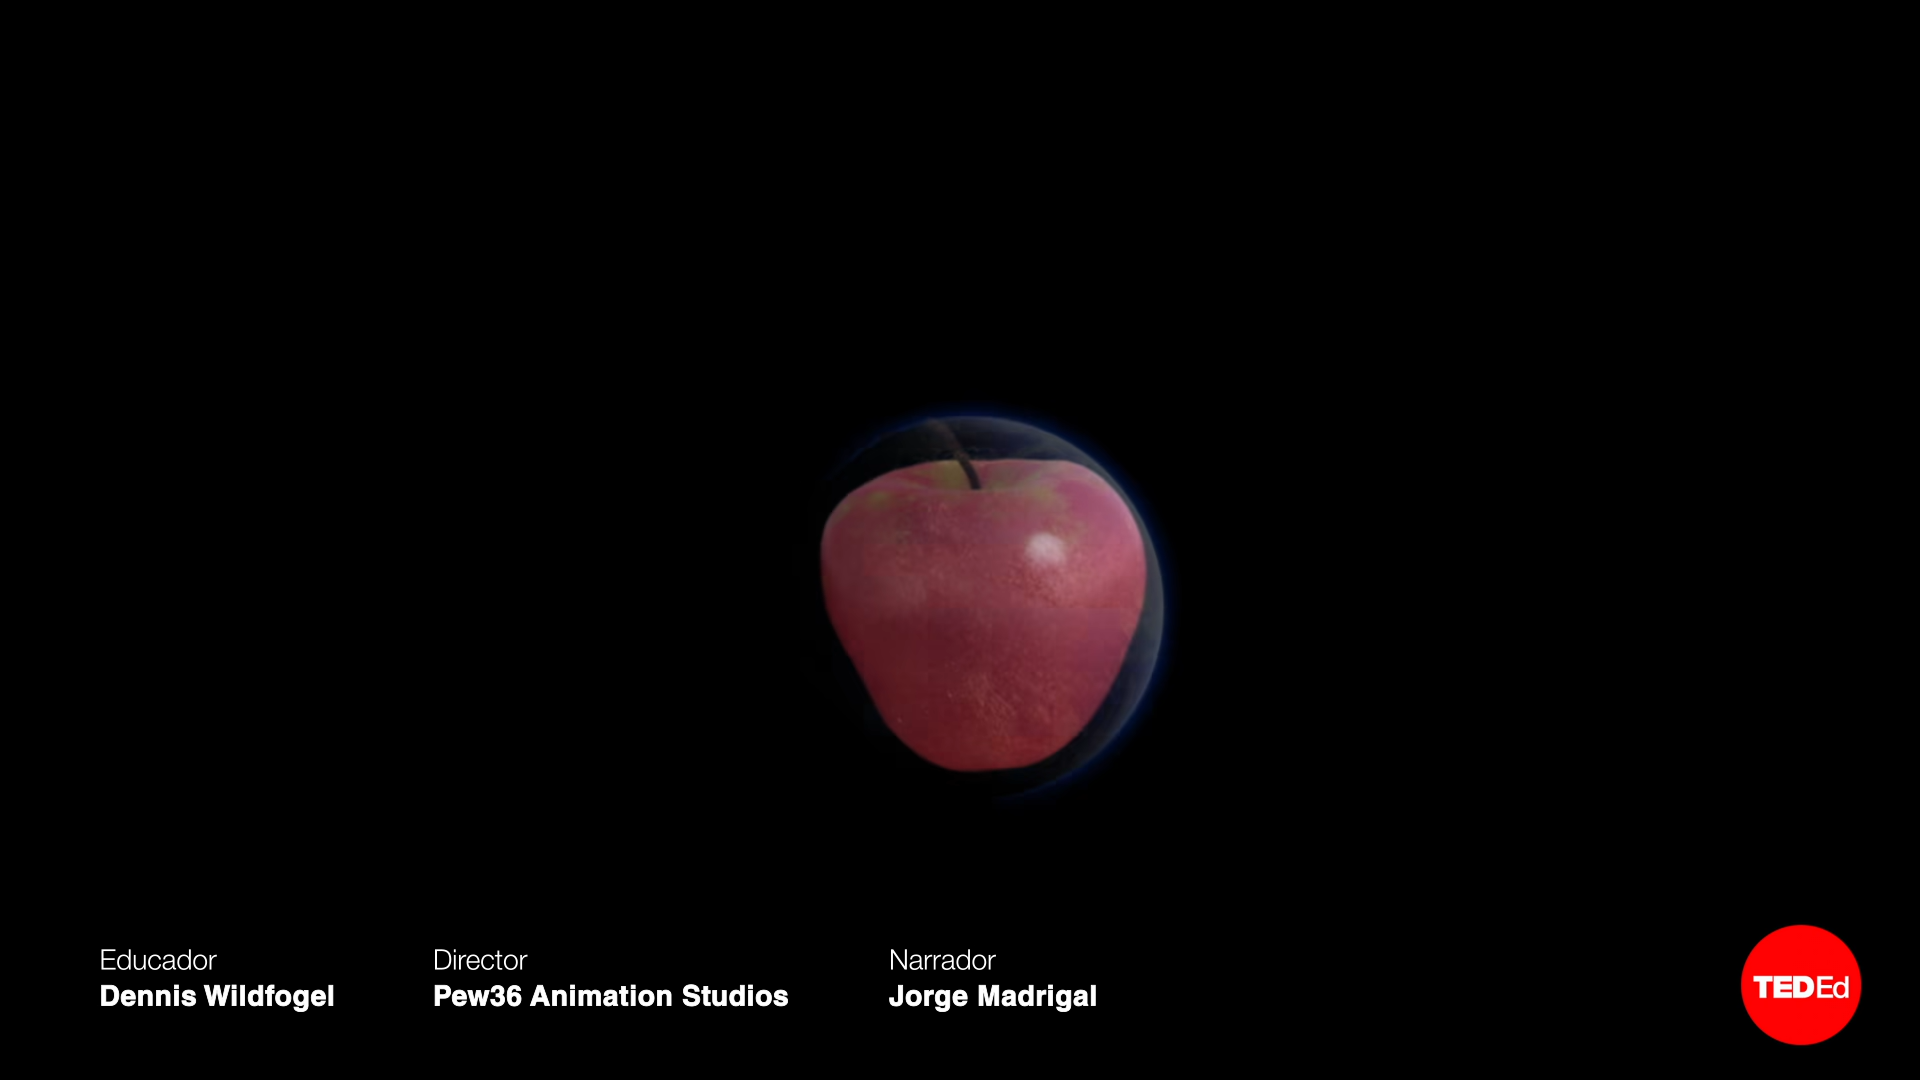 Educador
Dennis Wildfogel
Director
Pew36 Animation Studios
Narrador
Jorge Madrigal
TEDEd